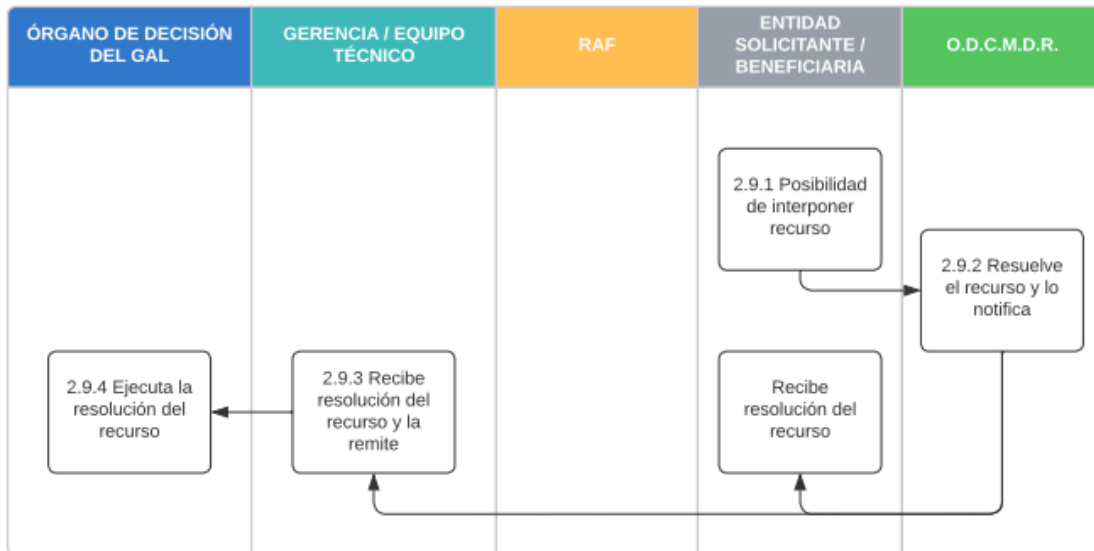 ÓRGANO DE DECISIÓN
DEL GAL
GERENCIA / EQUIPO
TÉCNICO
RAF
ENTIDAD
SOLICITANTE /
BENEFICIARIA
O.D.C.M.D.R.
2.9.1 Posibilidad
de interponer
recurso
2.9.2 Resuelve
el recurso y lo
notifica
2.9.4 Ejecuta la
resolución del
recurso
2.9.3 Recibe
resolución del
recurso y la
remite
Recibe
resolución del
recurso